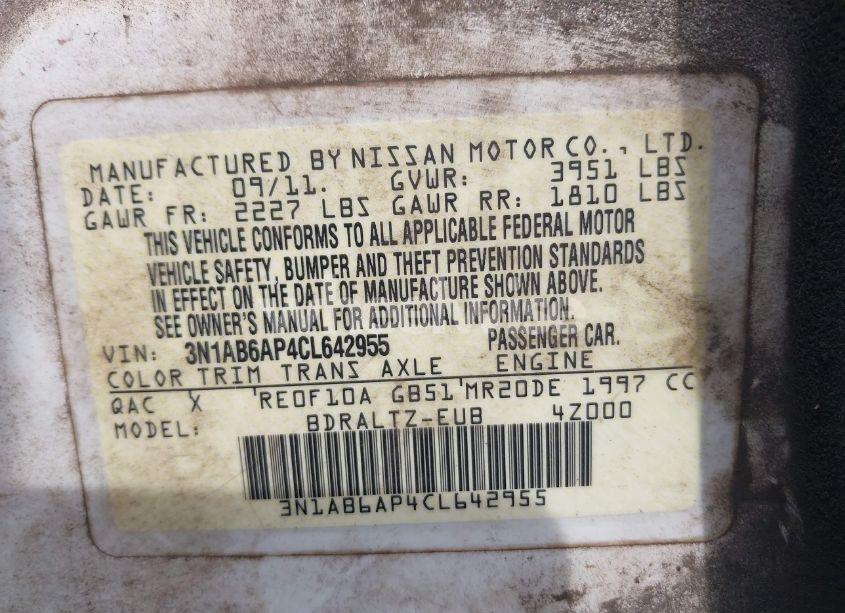 MANUFACTURED BY NISSAN MOTOR CO., LTD.
DATE: 09/11. GVWR: 3951 LBS
GAWR FR: 2227 LBS GAWR RR: 1810 LBS
THIS VEHICLE CONFORMS TO ALL APPLICABLE FEDERAL MOTOR
VEHICLE SAFETY, BUMPER AND THEFT PREVENTION STANDARDS
IN EFFECT ON THE DATE OF MANUFACTURE SHOWN ABOVE.
SEE OWNER'S MANUAL FOR ADDITIONAL INFORMATION.
VIN: 3N1AB6AP4CL642955 PASSENGER CAR.
COLOR TRIM TRANS AXLE ENGINE
QAC X RE0F10A GB51 MR20DE 1997 CC
MODEL: BDRALTZ-EUB 4Z000
3N1AB6AP4CL642955